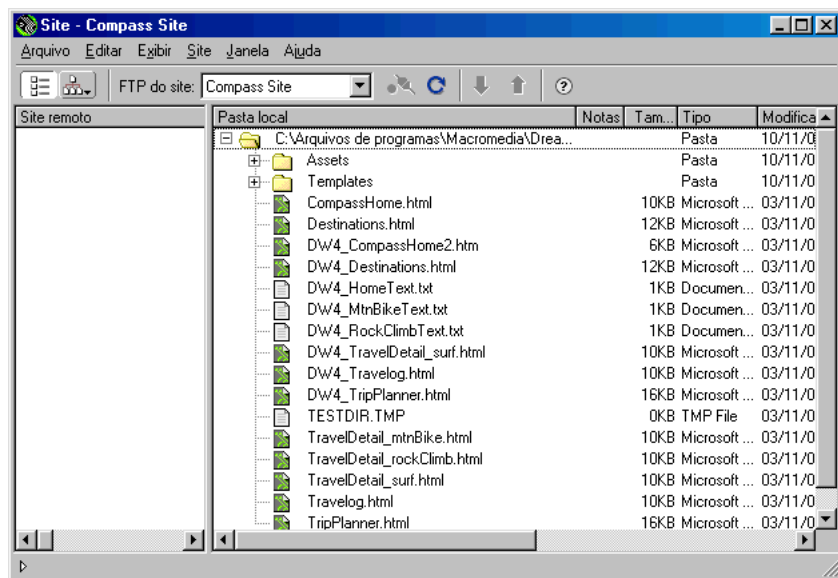 Site - Compass Site
Arquivo Editar Exibir Site Janela Ajuda
FTP do site: Compass Site
Site remoto Pasta local Notas Tam... Tipo Modifica
C:\Arquivos de programas\Macromedia\Drea... Pasta 10/11/0
Assets Pasta 10/11/0
Templates Pasta 10/11/0
CompassHome.html 10KB Microsoft ... 03/11/0
Destinations.html 12KB Microsoft ... 03/11/0
DW4_CompassHome2.htm 6KB Microsoft ... 03/11/0
DW4_Destinations.html 12KB Microsoft ... 03/11/0
DW4_HomeText.txt 1KB Documen... 03/11/0
DW4_MtnBikeText.txt 1KB Documen... 03/11/0
DW4_RockClimbText.txt 1KB Documen... 03/11/0
DW4_TravelDetail_surf.html 10KB Microsoft ... 03/11/0
DW4_Travelog.html 10KB Microsoft ... 03/11/0
DW4_TripPlanner.html 16KB Microsoft ... 03/11/0
TESTDIR.TMP 0KB TMP File 03/11/0
TravelDetail_mtnBike.html 10KB Microsoft ... 03/11/0
TravelDetail_rockClimb.html 10KB Microsoft ... 03/11/0
TravelDetail_surf.html 10KB Microsoft ... 03/11/0
Travelog.html 10KB Microsoft ... 03/11/0
TripPlanner.html 16KB Microsoft ... 03/11/0